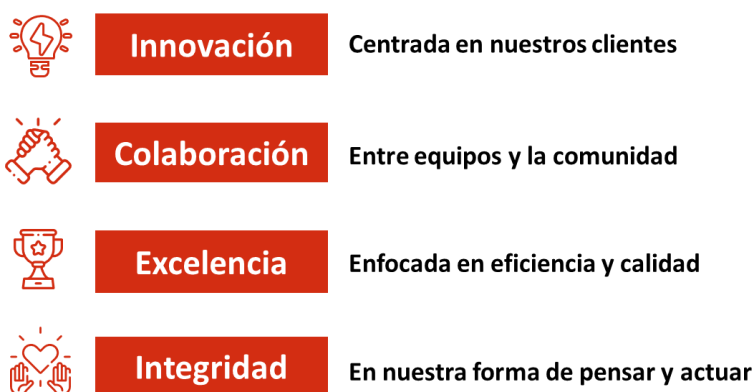 Innovación
Centrada en nuestros clientes
Colaboración
Entre equipos y la comunidad
Excelencia
Enfocada en eficiencia y calidad
Integridad
En nuestra forma de pensar y actuar